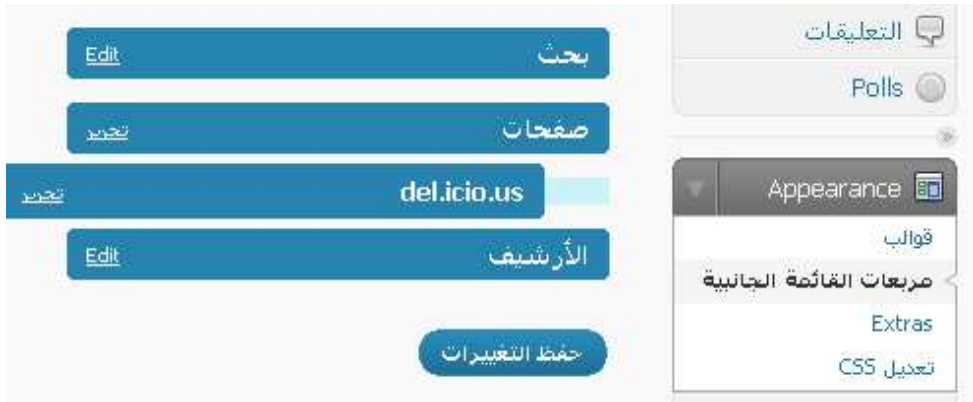 التعليقات
Polls
Appearance
قوالب
مربعات القائمة الجانبية
Extras
تعديل CSS
بحث Edit
صفحات تحرير
del.icio.us تحرير
الأرشيف Edit
حفظ التغييرات